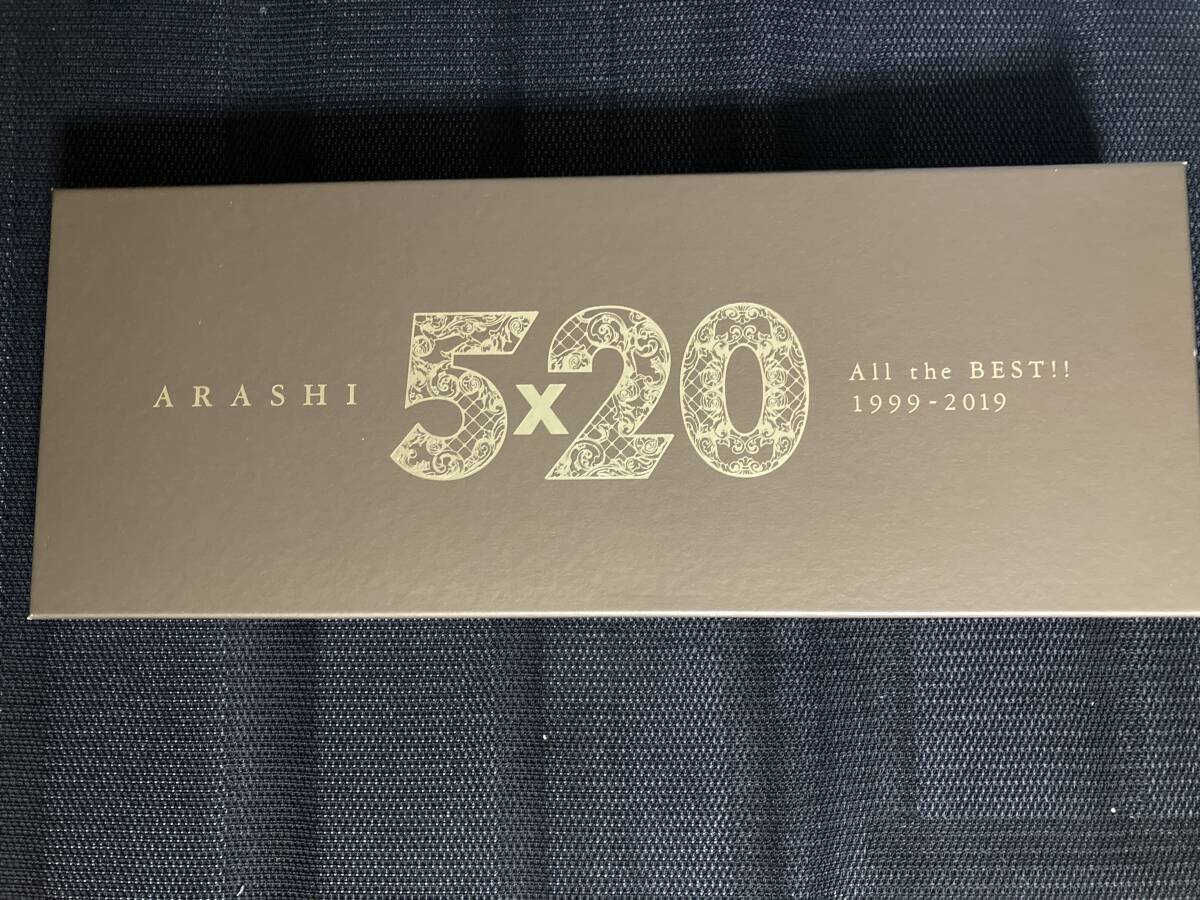 ARASHI
5x20
All the BEST!!
1999-2019